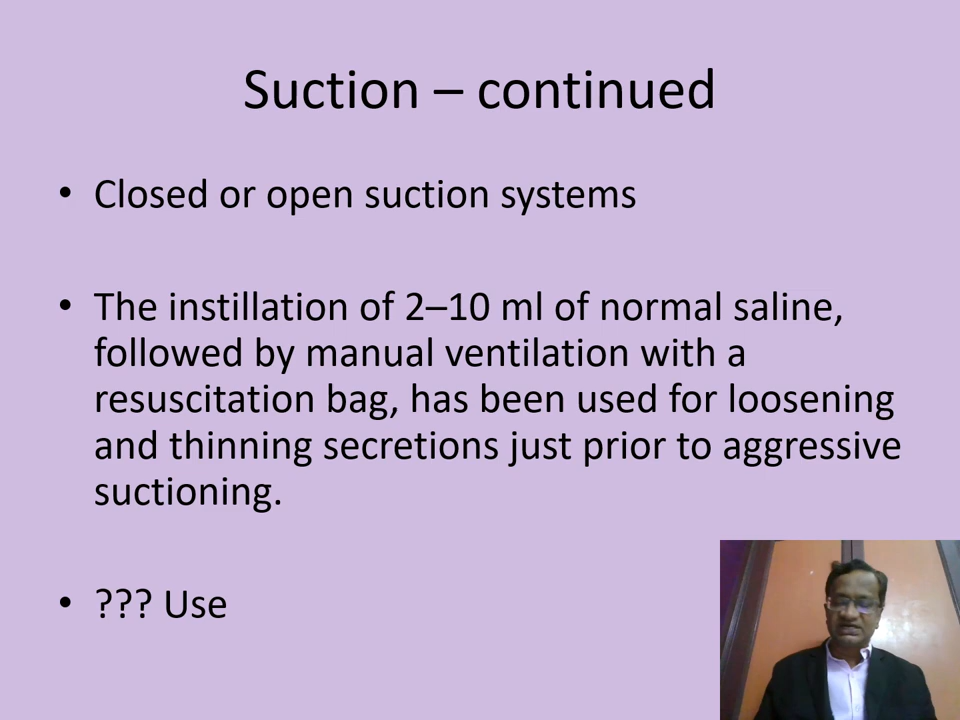 Suction – continued
• Closed or open suction systems
• The instillation of 2–10 ml of normal saline,
followed by manual ventilation with a
resuscitation bag, has been used for loosening
and thinning secretions just prior to aggressive
suctioning.
• ??? Use